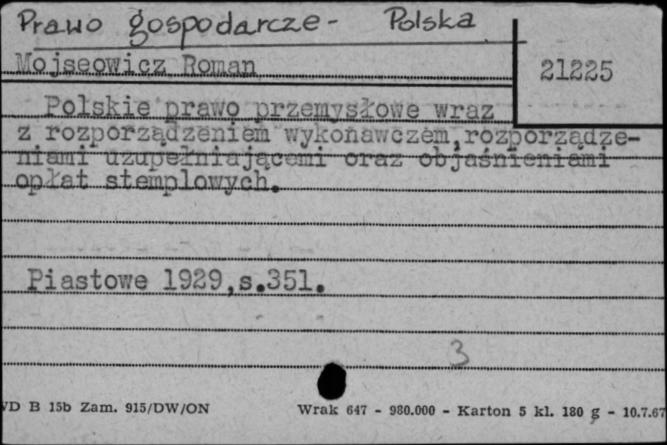 Prawo gospodarcze - Polska
Mojseowicz Roman
21225
Polskie prawo przemysłowe wraz
z rozporządzeniem wykonawczem,rozporządze-
niami uzupełniającemi oraz objaśnieniami
opłat stemplowych.
Piastowe 1929,s.351.
3
VD B 15b Zam. 915/DW/ON
Wrak 647 - 980.000 - Karton 5 kl. 180 g - 10.7.67